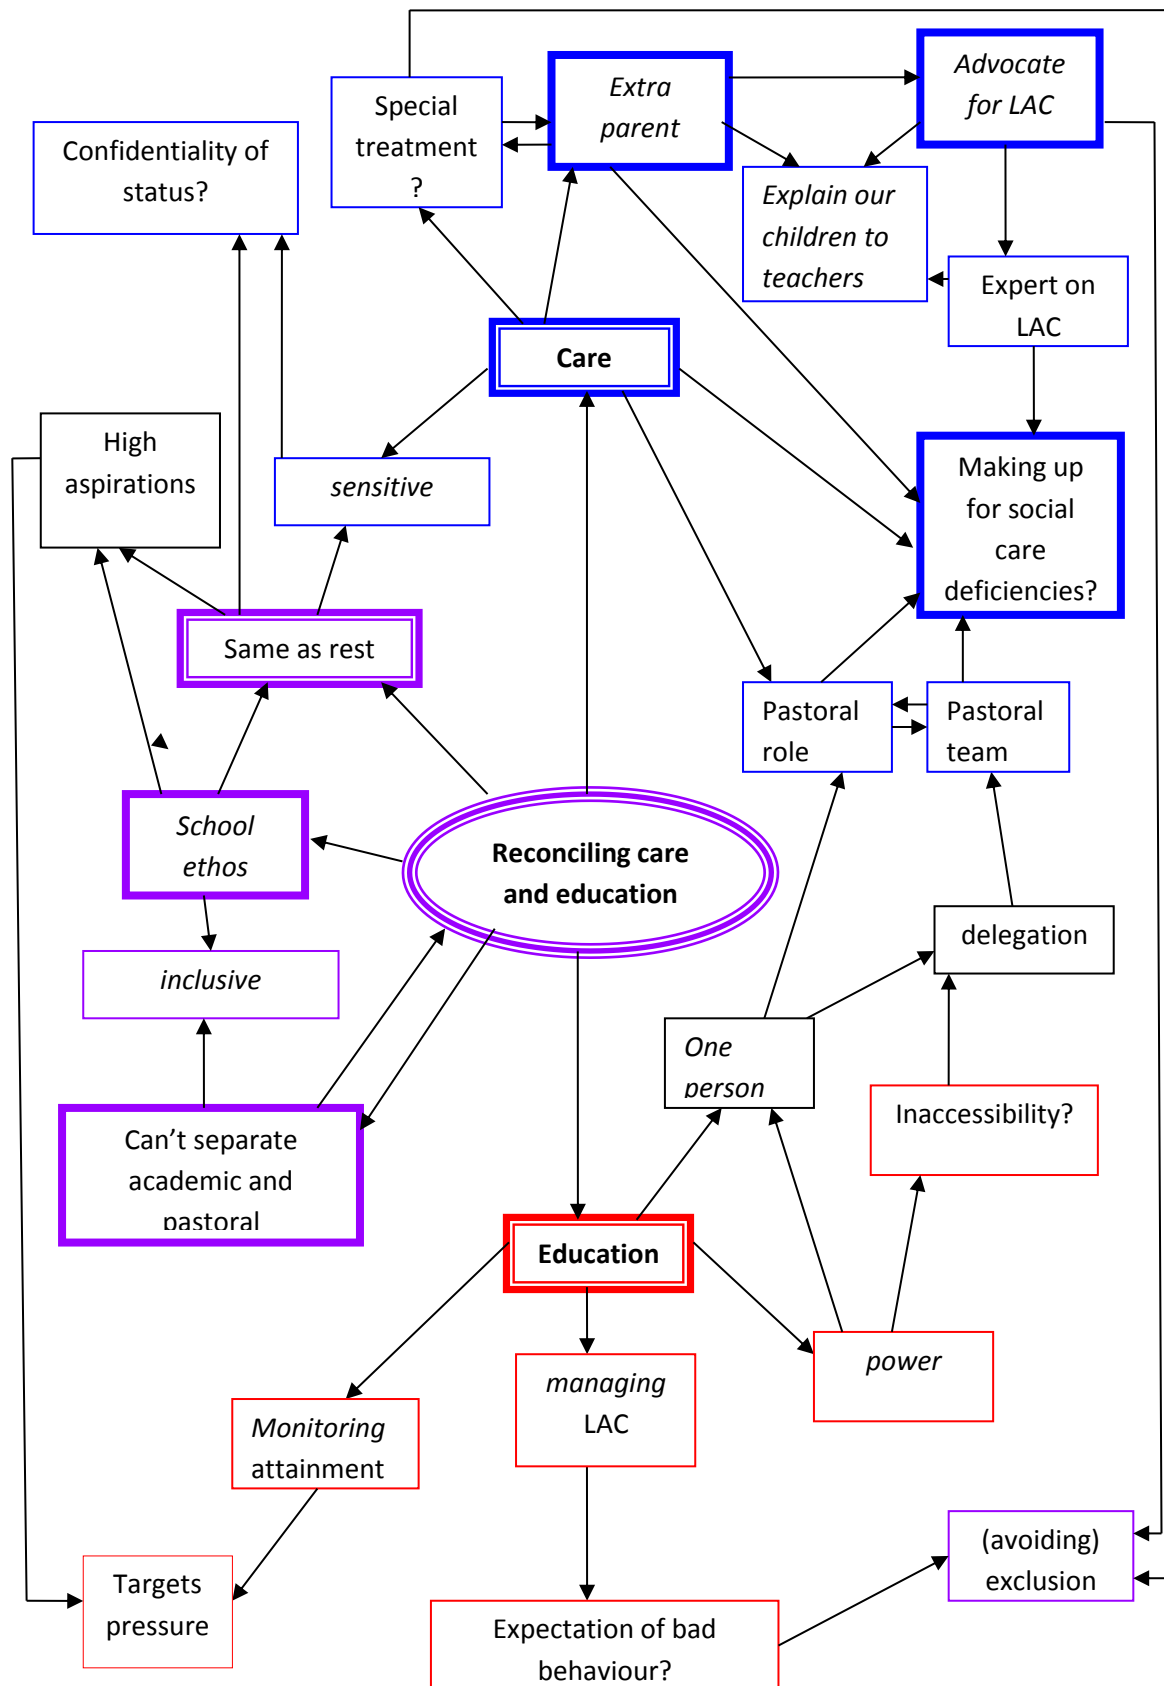 Extra
parent
Advocate
for LAC
Special
treatment
?
Confidentiality of
status?
Explain our
children to
teachers
Expert on
LAC
Care
High
aspirations
sensitive
Making up
for social
care
deficiencies?
Same as rest
Pastoral
role
Pastoral
team
School
ethos
Reconciling care
and education
delegation
inclusive
One
person
Inaccessibility?
Can’t separate
academic and
pastoral
Education
power
managing
LAC
Monitoring
attainment
(avoiding)
exclusion
Targets
pressure
Expectation of bad
behaviour?